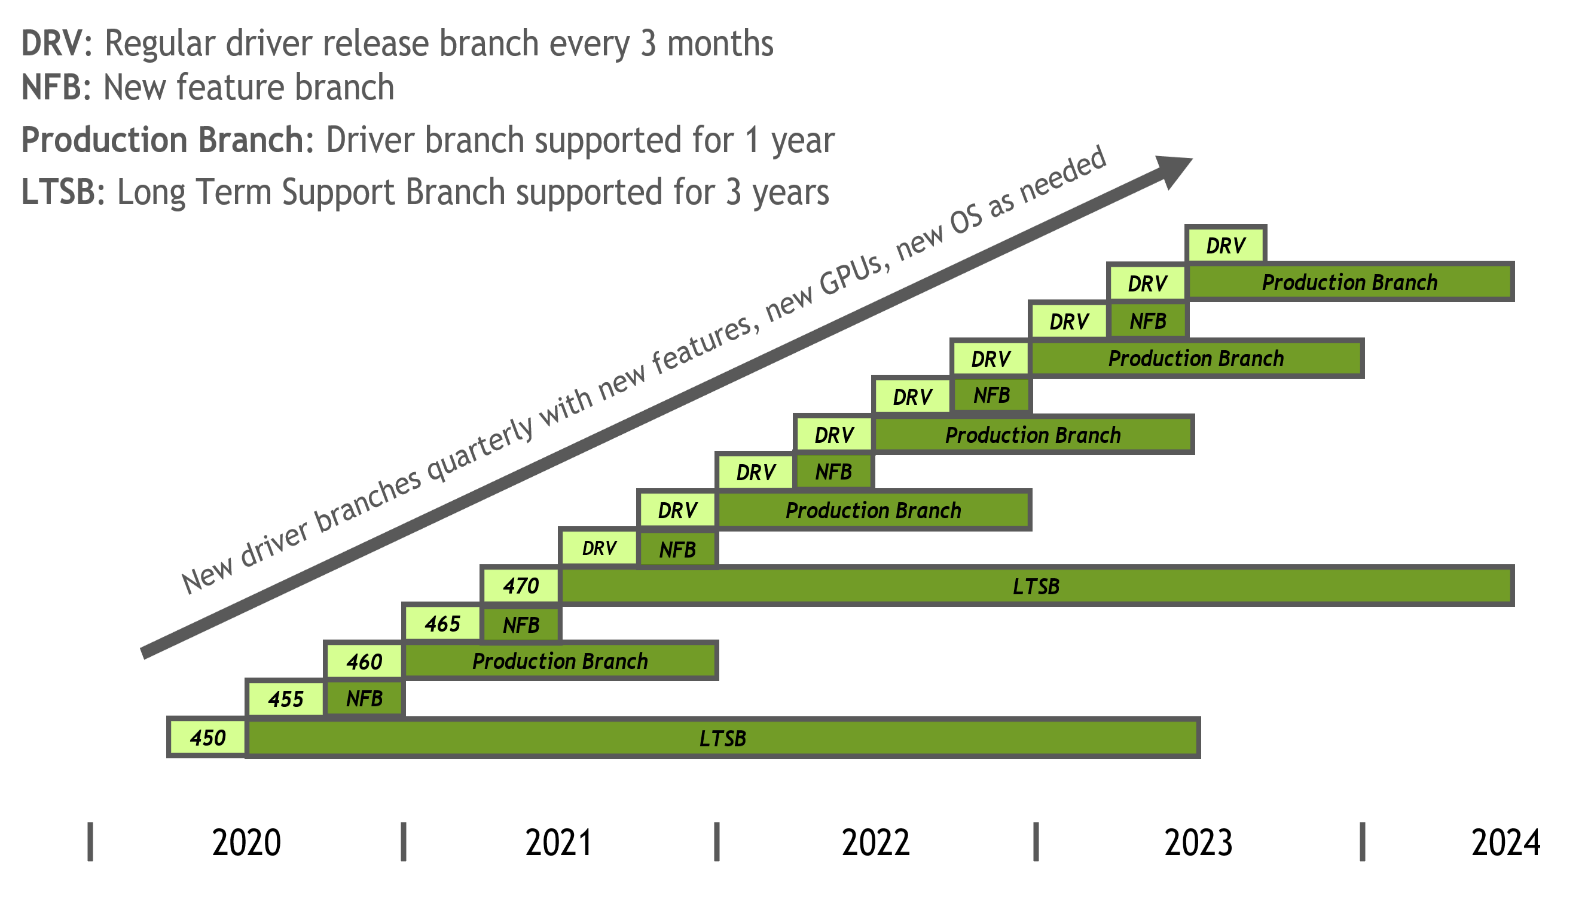 DRV: Regular driver release branch every 3 months
NFB: New feature branch
Production Branch: Driver branch supported for 1 year
LTSB: Long Term Support Branch supported for 3 years
New driver branches quarterly with new features, new GPUs, new OS as needed
DRV
DRV Production Branch
DRV NFB
DRV Production Branch
DRV NFB
DRV Production Branch
DRV NFB
DRV Production Branch
DRV NFB
470 LTSB
465 NFB
460 Production Branch
455 NFB
450 LTSB
2020 2021 2022 2023 2024